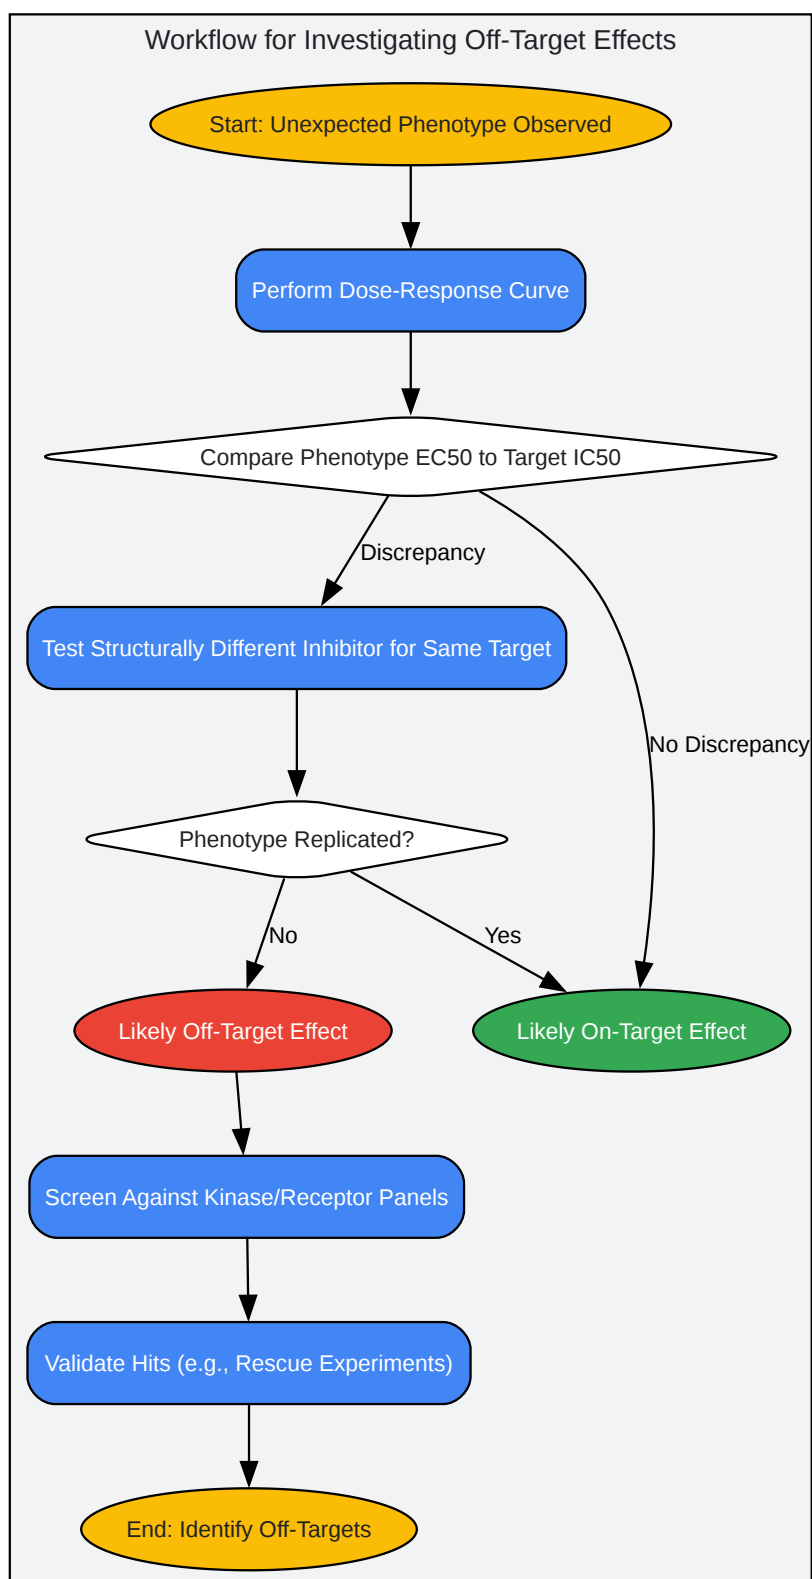 Workflow for Investigating Off-Target Effects
Start: Unexpected Phenotype Observed
Perform Dose-Response Curve
Compare Phenotype EC50 to Target IC50
Discrepancy
Test Structurally Different Inhibitor for Same Target
No Discrepancy
Phenotype Replicated?
No
Yes
Likely Off-Target Effect
Likely On-Target Effect
Screen Against Kinase/Receptor Panels
Validate Hits (e.g., Rescue Experiments)
End: Identify Off-Targets